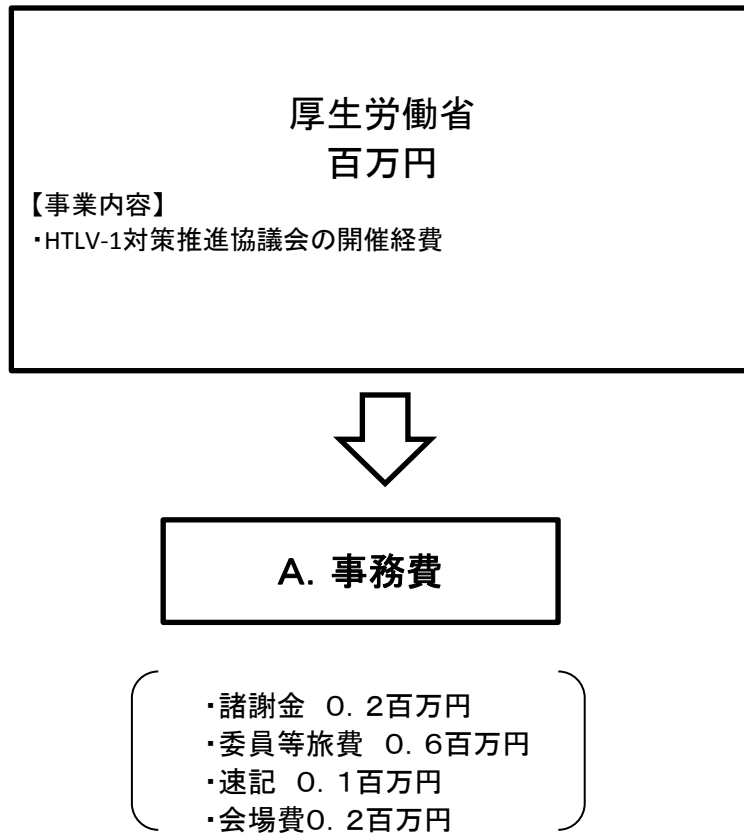 厚生労働省
百万円
【事業内容】
・HTLV-1対策推進協議会の開催経費
A．事務費
・諸謝金　０．２百万円
・委員等旅費　０．６百万円
・速記　０．１百万円
・会場費０．２百万円